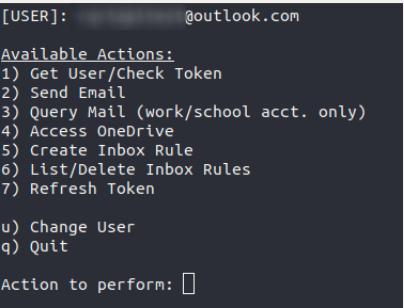 [USER]: @outlook.com
Available Actions:
1) Get User/Check Token
2) Send Email
3) Query Mail (work/school acct. only)
4) Access OneDrive
5) Create Inbox Rule
6) List/Delete Inbox Rules
7) Refresh Token
u) Change User
q) Quit
Action to perform: